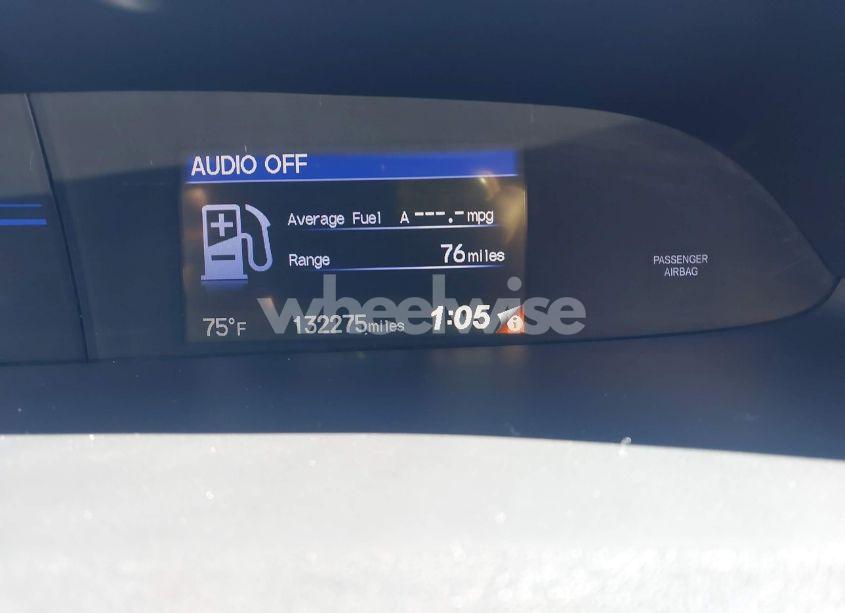 AUDIO OFF
Average Fuel A ---.- mpg
Range 76 miles
75°F 132275 miles 1:05 i
PASSENGER
AIRBAG
wheelwise